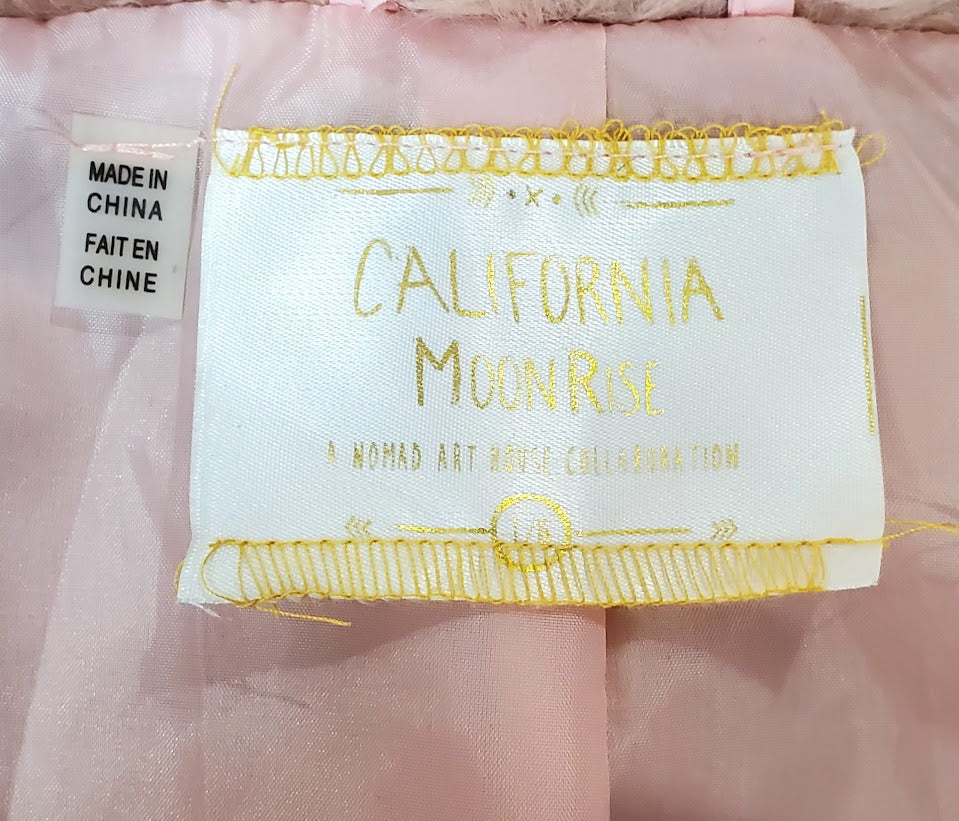 MADE IN
CHINA
FAIT EN
CHINE
•X•
CALIFORNIA
MOONRISE
A NOMAD ART HOUSE COLLABORATION